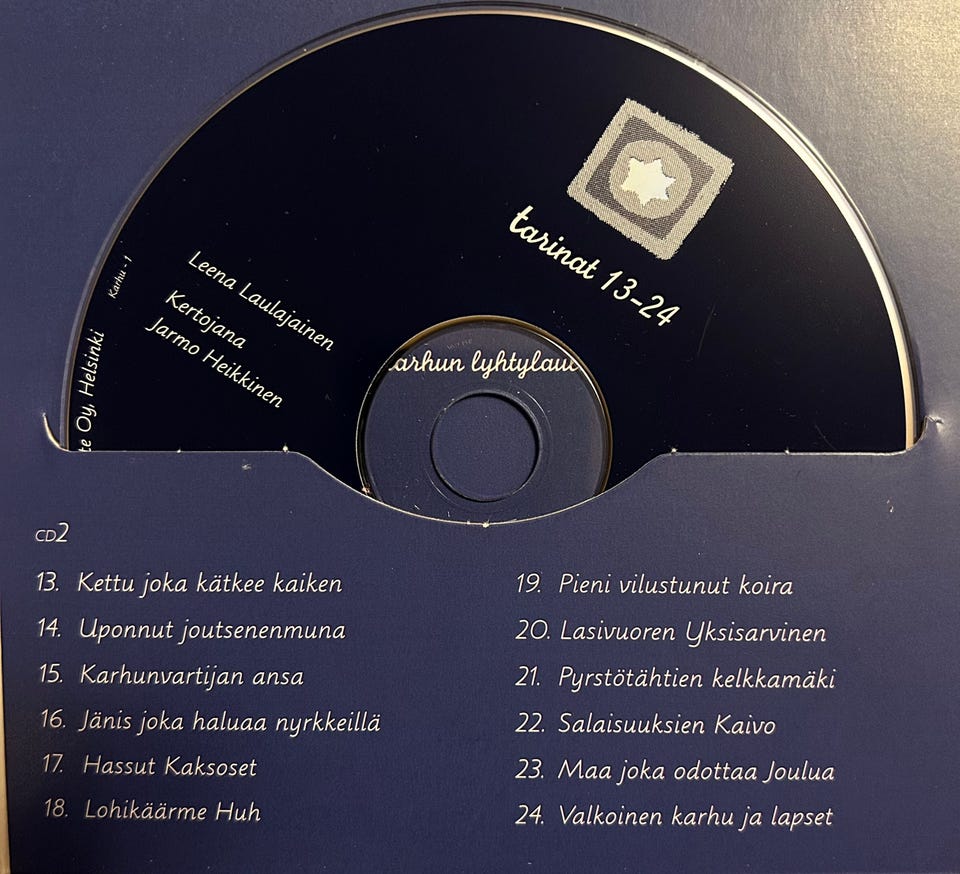 tarinat 13-24
Leena Laulajainen
Kertojana
Jarmo Heikkinen
Karhu - 1
Oy, Helsinki
lyhtylau
CD2
13. Kettu joka kätkee kaiken
14. Uponnut joutsenenmuna
15. Karhunvartijan ansa
16. Jänis joka haluaa nyrkkeillä
17. Hassut Kaksoset
18. Lohikäärme Huh
19. Pieni vilustunut koira
20. Lasivuoren Yksisarvinen
21. Pyrstötähtien kelkkamäki
22. Salaisuuksien Kaivo
23. Maa joka odottaa Joulua
24. Valkoinen karhu ja lapset